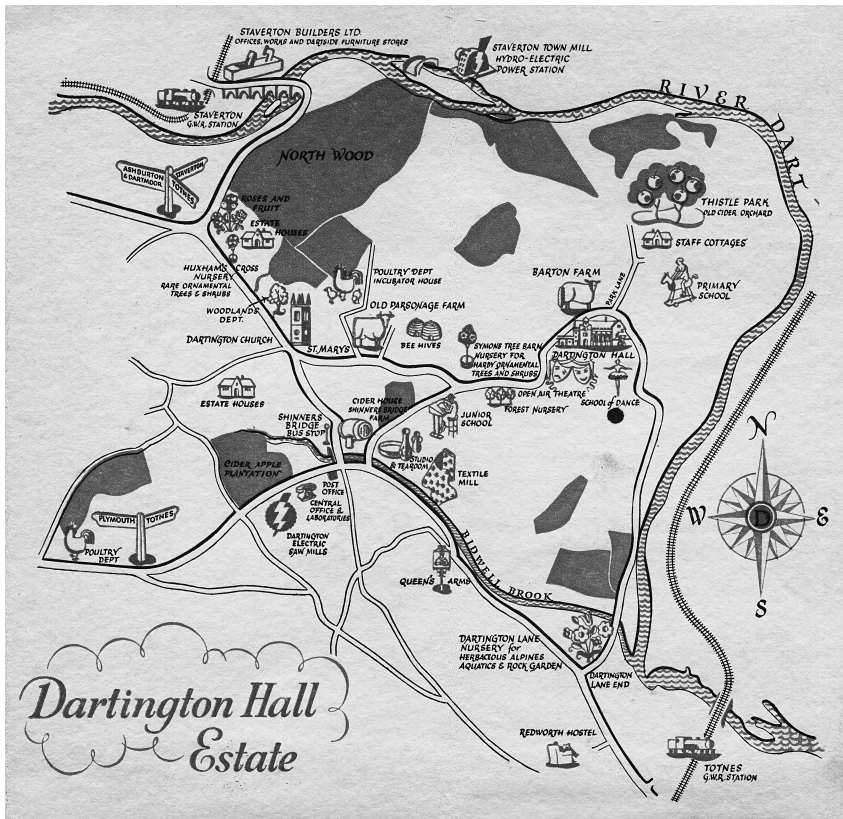 STAVERTON BUILDERS LTD.
OFFICES, WORKS AND DARTSIDE FURNITURE STORES
STAVERTON TOWN MILL
HYDRO-ELECTRIC
POWER STATION
RIVER DART
STAVERTON
G.W.R. STATION
NORTH WOOD
ASHBURTON
& DARTMOOR
STAVERTON
TOTNES
ROSES AND
FRUIT
ESTATE
HOUSES
THISTLE PARK
OLD CIDER ORCHARD
STAFF COTTAGES
HUXHAM'S CROSS
NURSERY
RARE ORNAMENTAL
TREES & SHRUBS
POULTRY DEPT
INCUBATOR HOUSE
BARTON FARM
PARK LANE
PRIMARY
SCHOOL
WOODLANDS
DEPT.
OLD PARSONAGE FARM
DARTINGTON CHURCH
ST. MARY'S
BEE HIVES
SYMONS TREE BARN
NURSERY FOR
HARDY ORNAMENTAL
TREES AND SHRUBS
DARTINGTON HALL
OPEN AIR THEATRE
SCHOOL of DANCE
FOREST NURSERY
ESTATE HOUSES
CIDER HOUSE
SHINNERS BRIDGE
FARM
SHINNERS
BRIDGE
BUS STOP
JUNIOR
SCHOOL
STUDIO
& TEAROOM
CIDER APPLE
PLANTATION
TEXTILE
MILL
POST
OFFICE
CENTRAL
OFFICE &
LABORATORIES
PLYMOUTH
TOTNES
POULTRY
DEPT
DARTINGTON
ELECTRIC
SAW MILLS
N
W
D
E
S
QUEEN'S ARMS
BIDWELL BROOK
DARTINGTON LANE
NURSERY for
HERBACEOUS ALPINES
AQUATICS & ROCK GARDEN
DARTINGTON
LANE END
Dartington Hall
Estate
REDWORTH HOSTEL
TOTNES
G.W.R. STATION